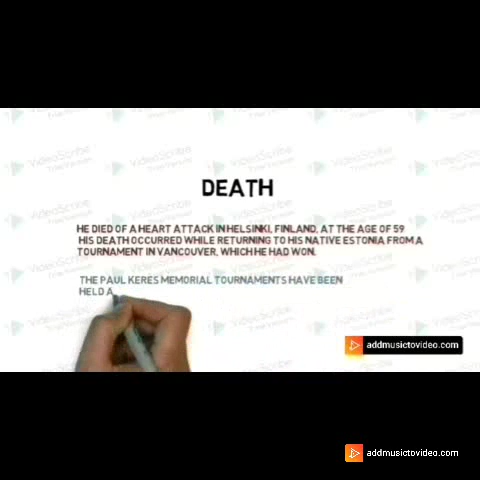 DEATH
HE DIED OF A HEART ATTACK IN HELSINKI, FINLAND, AT THE AGE OF 59
HIS DEATH OCCURRED WHILE RETURNING TO HIS NATIVE ESTONIA FROM A
TOURNAMENT IN VANCOUVER, WHICH HE HAD WON.
THE PAUL KERES MEMORIAL TOURNAMENTS HAVE BEEN
HELD A
addmusictovideo.com
addmusictovideo.com